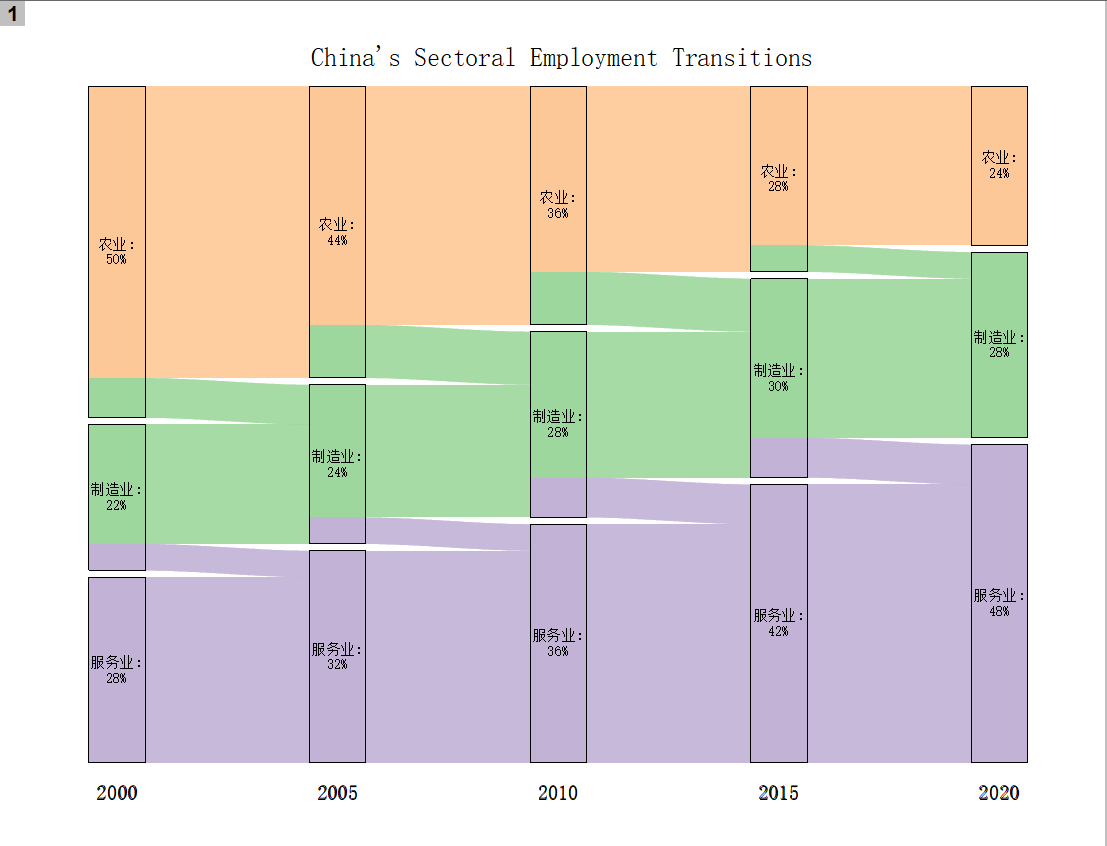 1
China's Sectoral Employment Transitions
农业：
50%
制造业：
22%
服务业：
28%
农业：
44%
制造业：
24%
服务业：
32%
农业：
36%
制造业：
28%
服务业：
36%
农业：
28%
制造业：
30%
服务业：
42%
农业：
24%
制造业：
28%
服务业：
48%
2000 2005 2010 2015 2020